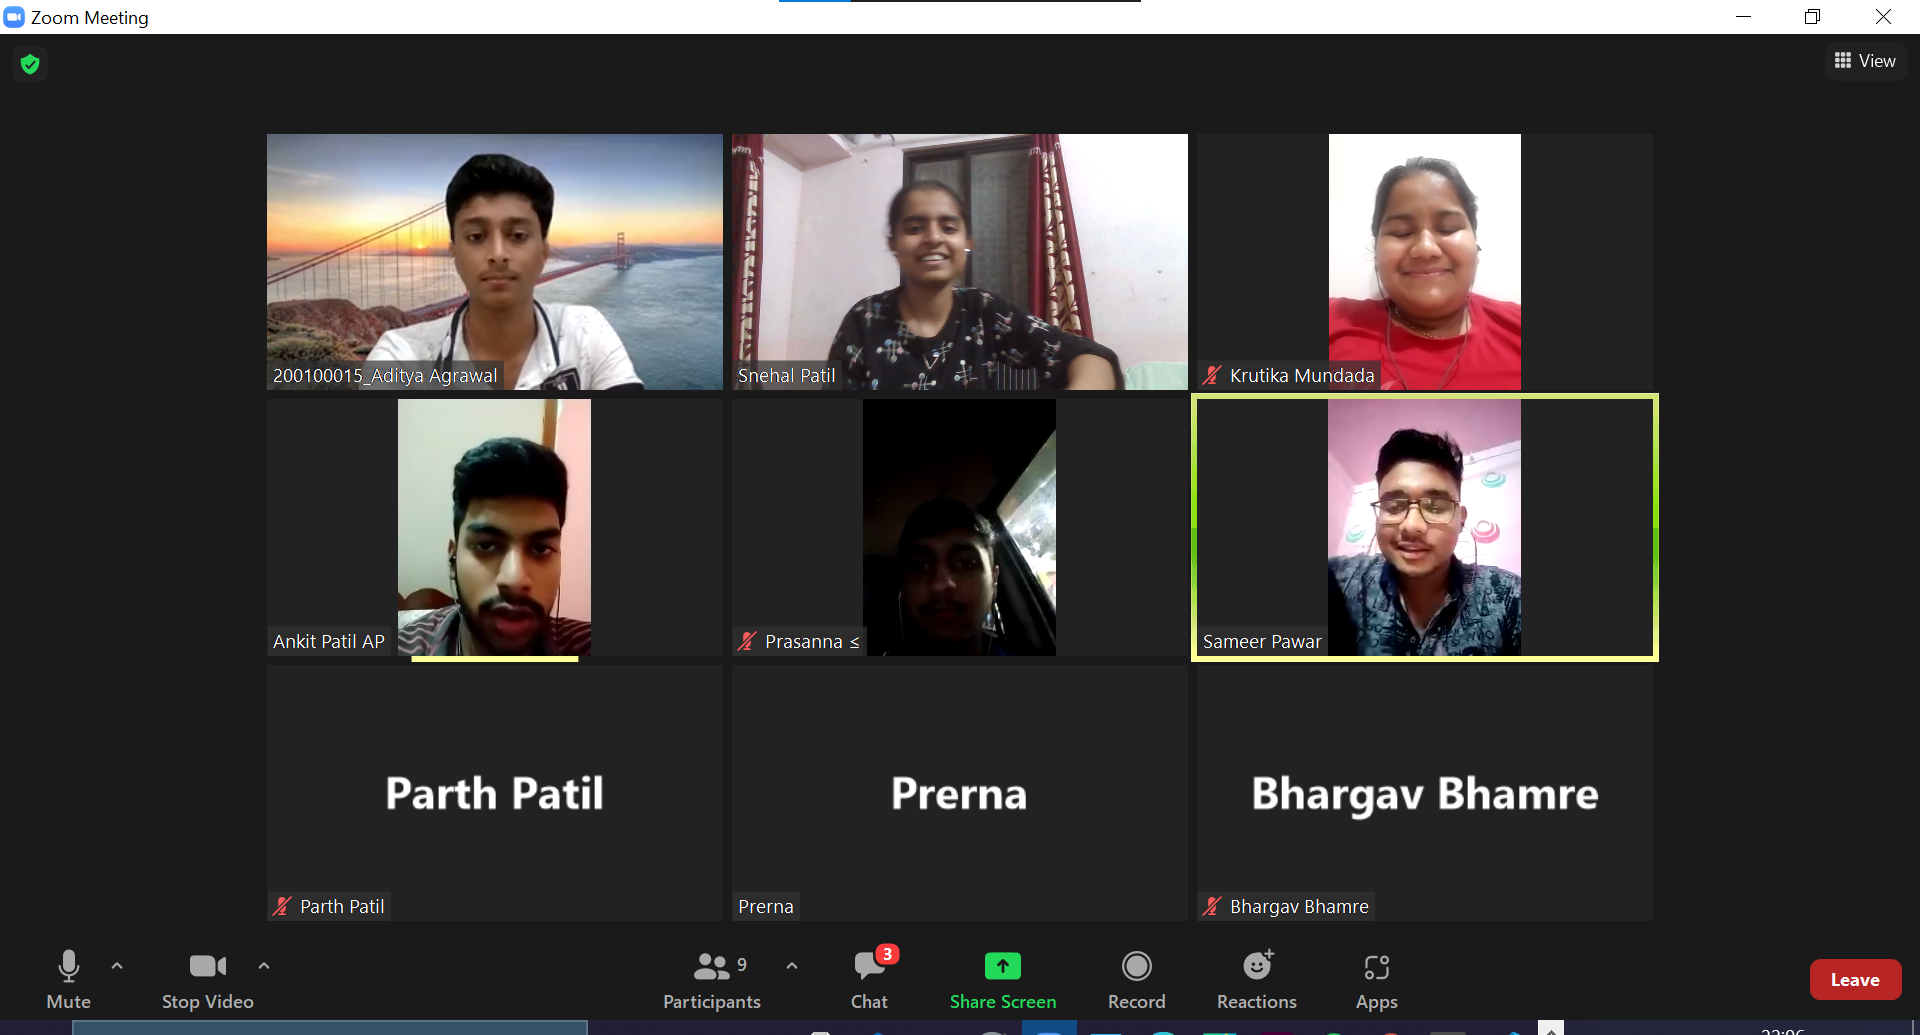 Zoom Meeting
View
200100015_Aditya Agrawal
Snehal Patil
Krutika Mundada
Ankit Patil AP
Prasanna ≤
Sameer Pawar
Parth Patil
Prerna
Bhargav Bhamre
Parth Patil
Prerna
Bhargav Bhamre
9
3
Mute
Stop Video
Participants
Chat
Share Screen
Record
Reactions
Apps
Leave